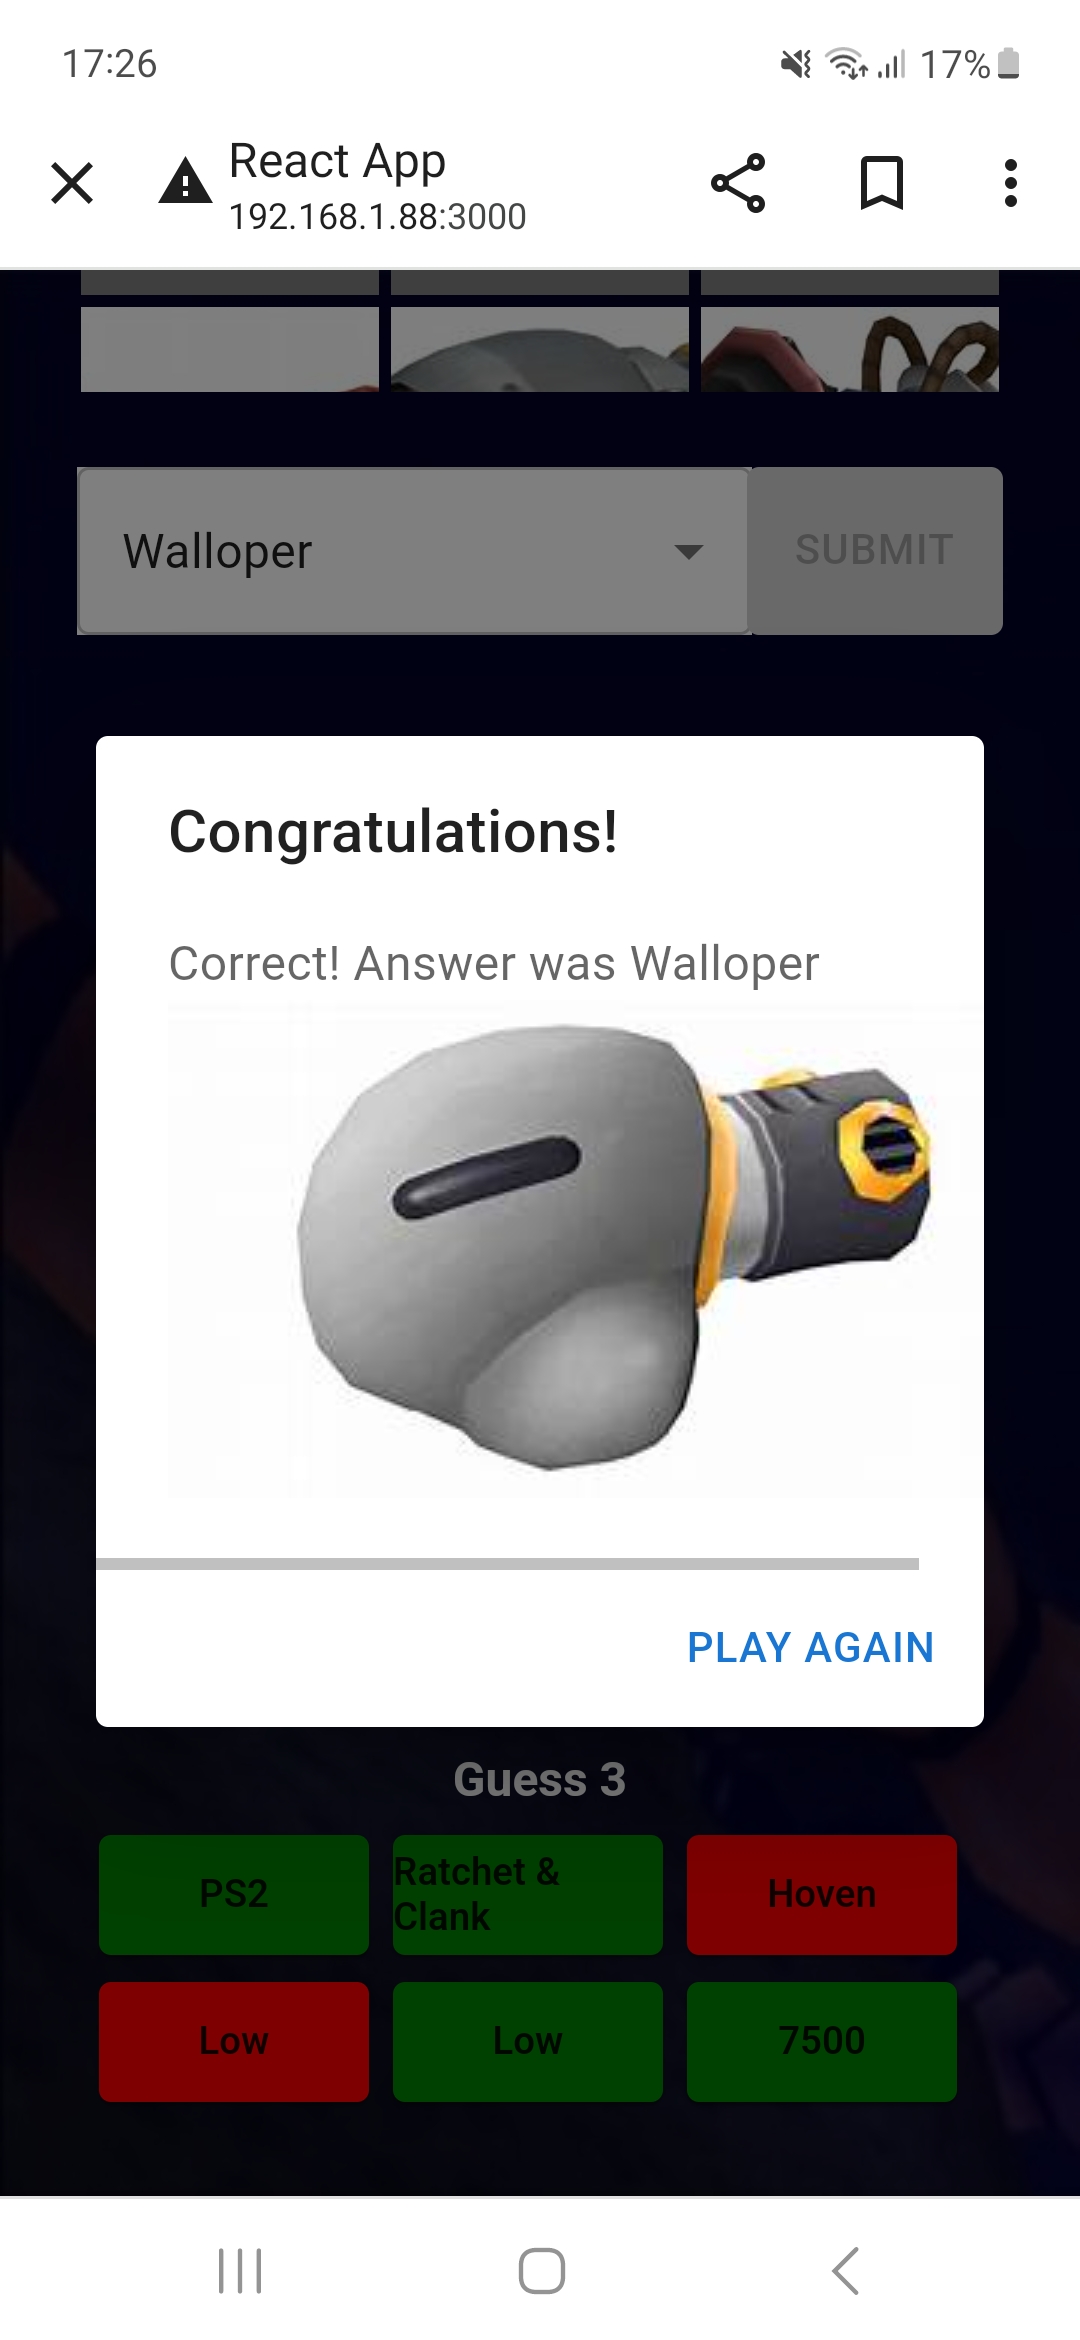 17:26
17%
React App
192.168.1.88:3000
Walloper
SUBMIT
Congratulations!
Correct! Answer was Walloper
PLAY AGAIN
Guess 3
PS2
Ratchet &
Clank
Hoven
Low
Low
7500